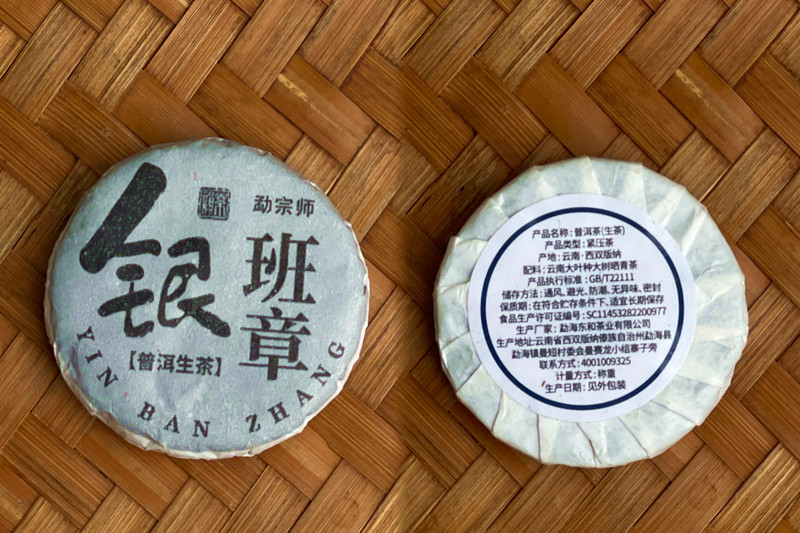 勐宗师
银
班章
【普洱生茶】
YIN BAN ZHANG
产品名称:普洱茶(生茶)
产品类型:紧压茶
产地:云南·西双版纳
配料:云南大叶种大树晒青茶
产品执行标准:GB/T22111
储存方法:通风、避光、防潮、无异味、密封
保质期:在符合贮存条件下、适宜长期保存
食品生产许可证编号:SC11453282200977
生产厂家:勐海东和茶业有限公司
生产地址:云南省西双版纳傣族自治州勐海县
勐海镇曼短村委会曼赛龙小组寨子旁
联系方式:4001009325
计量方式:称重
生产日期:见外包装